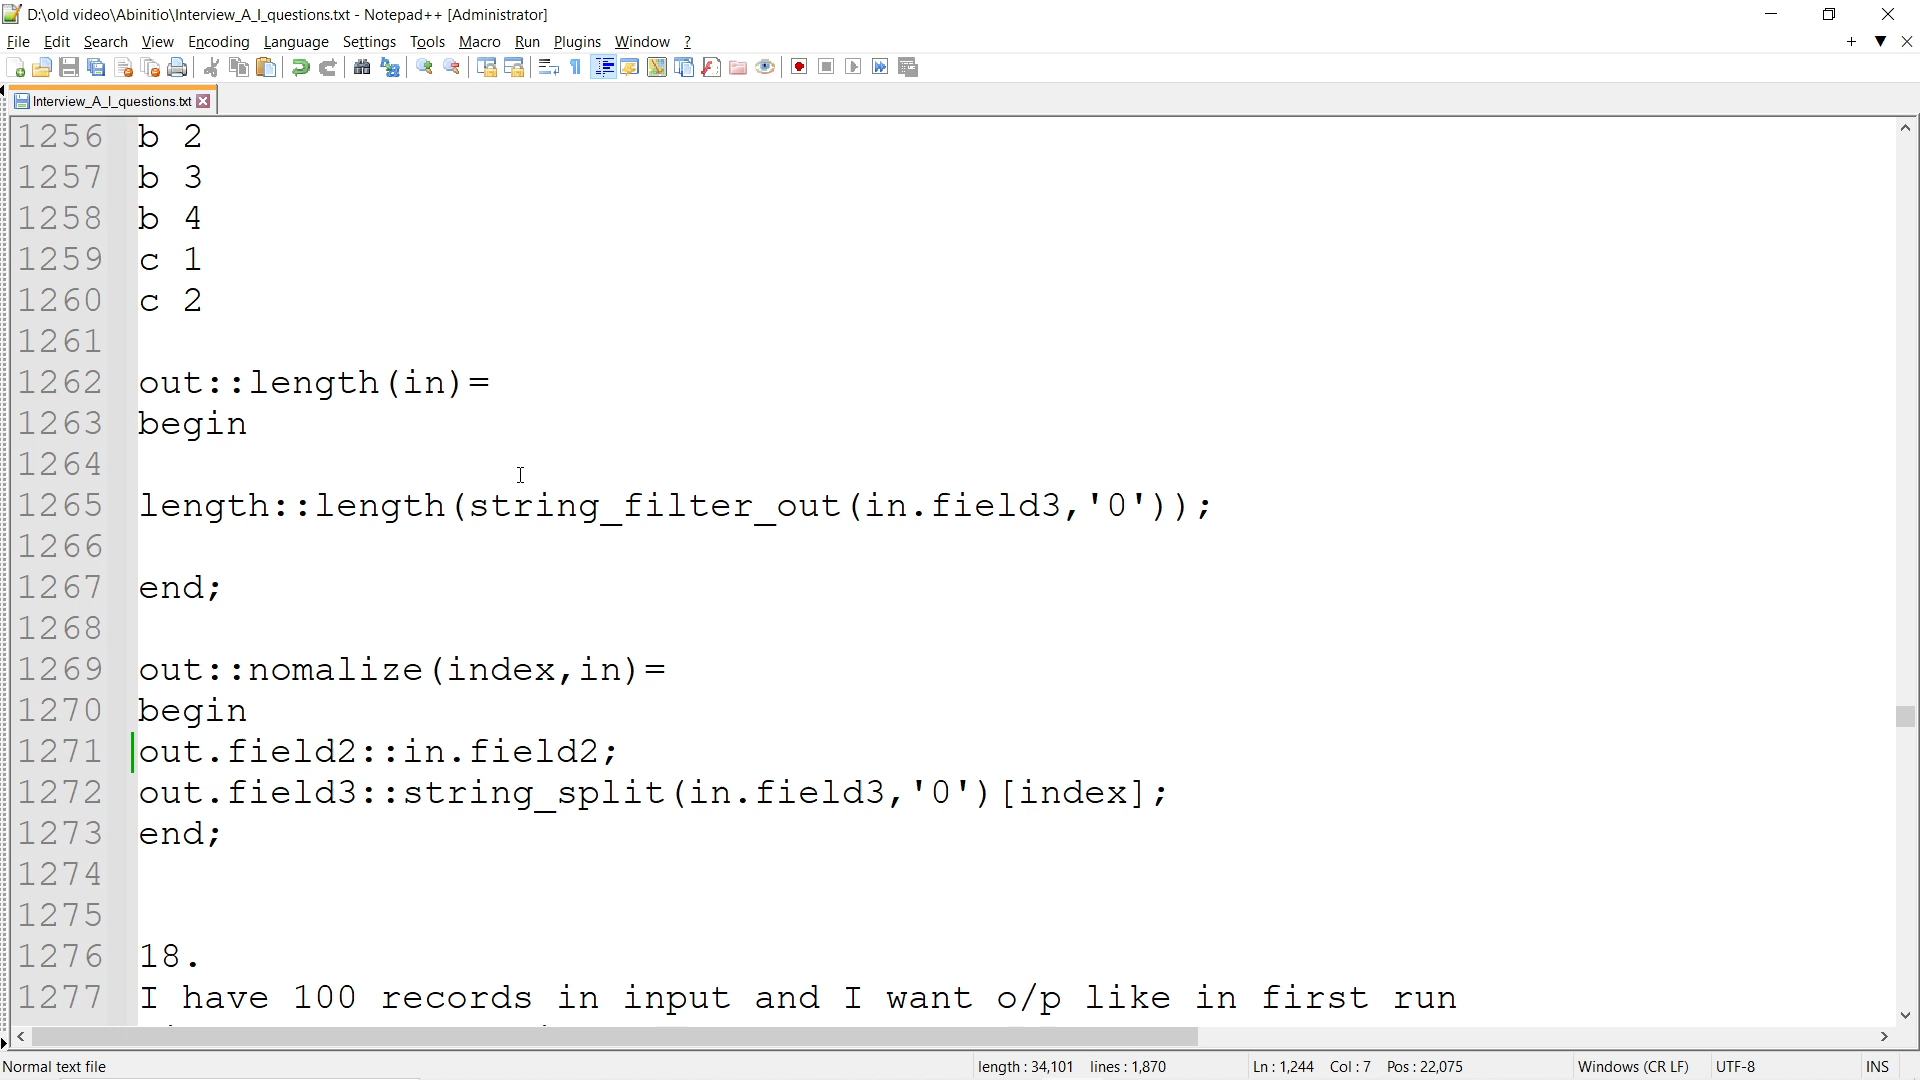 D:\old video\Abinitio\Interview_A_I_questions.txt - Notepad++ [Administrator]
File Edit Search View Encoding Language Settings Tools Macro Run Plugins Window ?
Interview_A_I_questions.txt
1256 b 2
1257 b 3
1258 b 4
1259 c 1
1260 c 2
1261
1262 out::length(in)=
1263 begin
1264
1265 length::length(string_filter_out(in.field3,'0'));
1266
1267 end;
1268
1269 out::nomalize(index,in)=
1270 begin
1271 out.field2::in.field2;
1272 out.field3::string_split(in.field3,'0')[index];
1273 end;
1274
1275
1276 18.
1277 I have 100 records in input and I want o/p like in first run
Normal text file length : 34,101 lines : 1,870 Ln : 1,244 Col : 7 Pos : 22,075 Windows (CR LF) UTF-8 INS